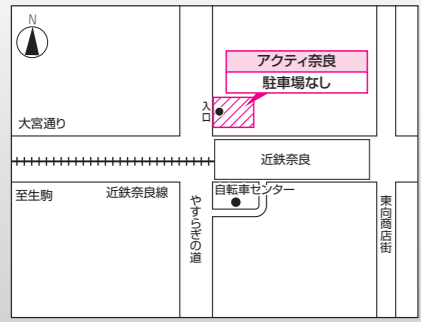 N
アクティ奈良
駐車場なし
入口
大宮通り
近鉄奈良
至生駒
近鉄奈良線
自転車センター
やすらぎの道
東向商店街